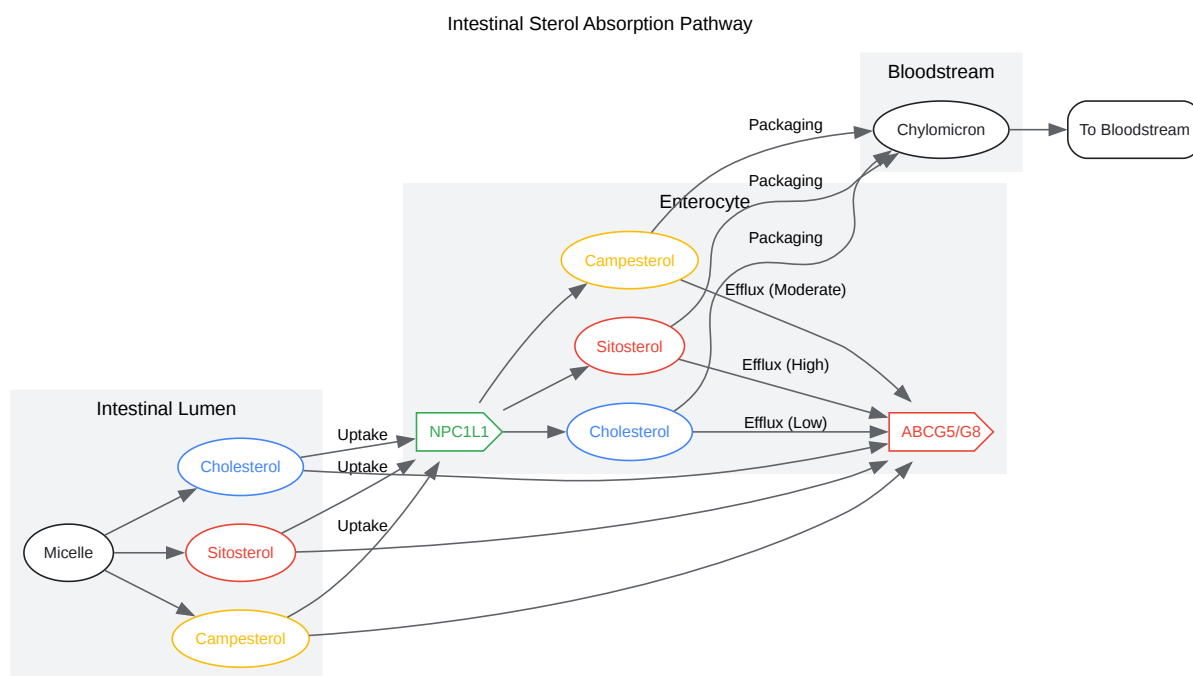 Intestinal Sterol Absorption Pathway
Bloodstream
Chylomicron
To Bloodstream
Packaging
Packaging
Packaging
Enterocyte
Campesterol
Efflux (Moderate)
Sitosterol
Efflux (High)
Cholesterol
Efflux (Low)
NPC1L1
ABCG5/G8
Intestinal Lumen
Uptake
Uptake
Uptake
Cholesterol
Micelle
Sitosterol
Campesterol